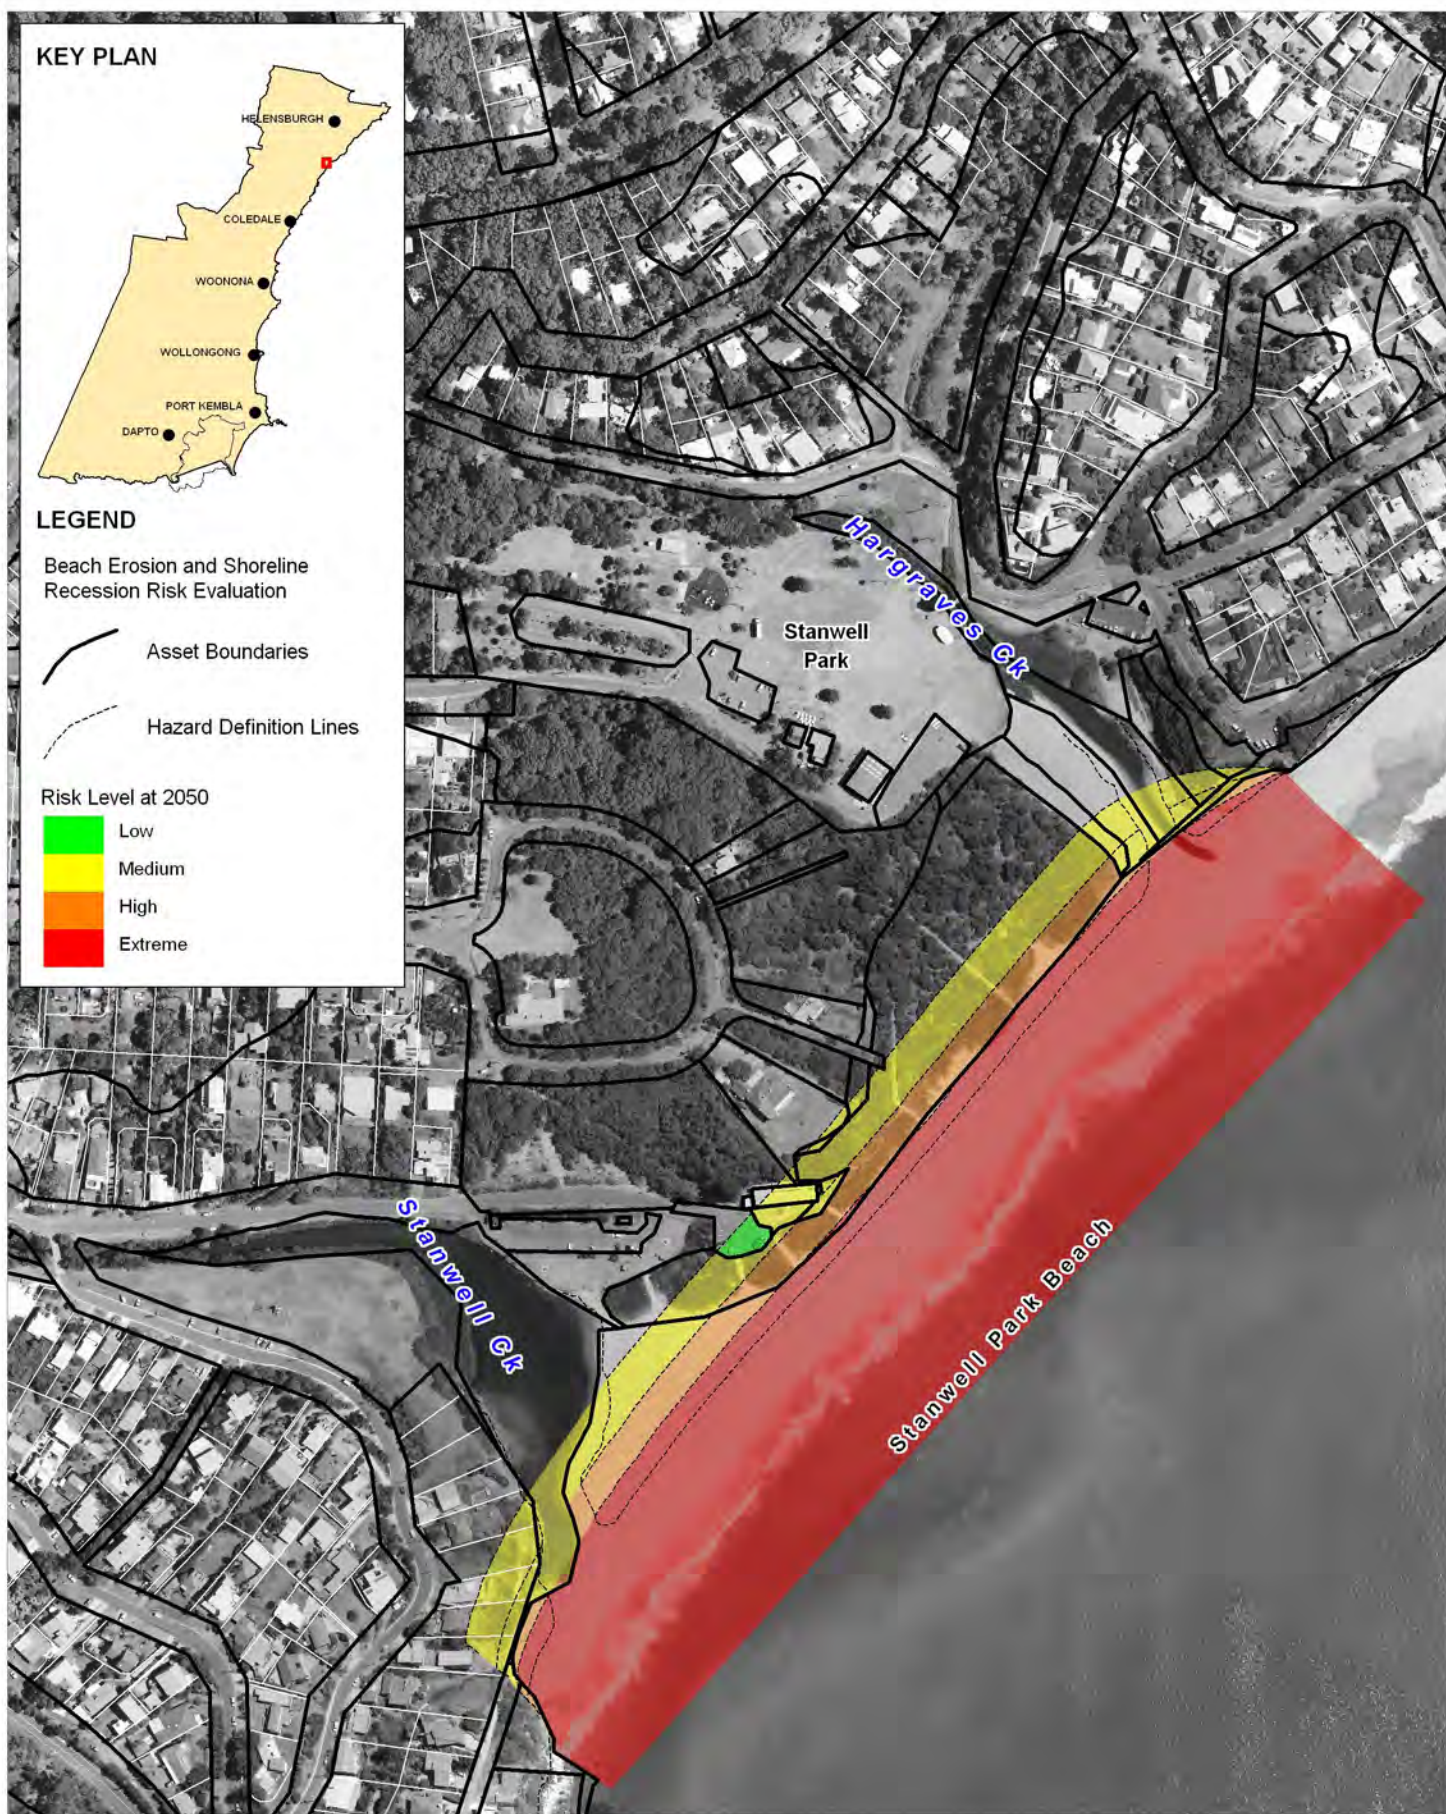 KEY PLAN
HELENSBURGH
COLEDALE
WOONONA
WOLLONGONG
PORT KEMBLA
DAPTO
LEGEND
Beach Erosion and Shoreline
Recession Risk Evaluation
Asset Boundaries
Hazard Definition Lines
Risk Level at 2050
Low
Medium
High
Extreme
Hargraves Ck
Stanwell
Park
Stanwell Ck
Stanwell Park Beach